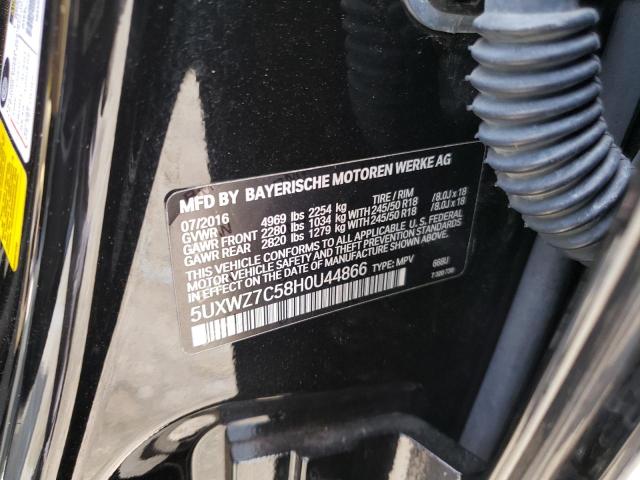 MFD BY BAYERISCHE MOTOREN WERKE AG
07/2016 TIRE / RIM
GVWR 4969 lbs 2254 kg
GAWR FRONT 2280 lbs 1034 kg WITH 245/50 R18 /8.0J x 18
GAWR REAR 2820 lbs 1279 kg WITH 245/50 R18 /8.0J x 18
THIS VEHICLE CONFORMS TO ALL APPLICABLE U.S. FEDERAL
MOTOR VEHICLE SAFETY, BUMPER AND THEFT PREVENTION
STANDARDS IN EFFECT ON THE
DATE OF MANUFACTURE SHOWN ABOVE.
5UXWZ7C58H0U44866 TYPE: MPV